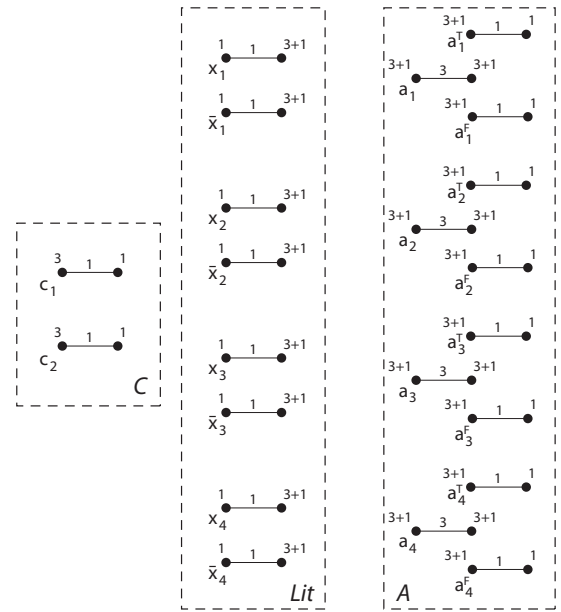 3 1 1
c₁
3 1 1
c₂
C
1 1 3+1
x₁
1 1 3+1
x̄₁
1 1 3+1
x₂
1 1 3+1
x̄₂
1 1 3+1
x₃
1 1 3+1
x̄₃
1 1 3+1
x₄
1 1 3+1
x̄₄
Lit
3+1 1 1
a₁ᵀ
3+1 3 3+1
a₁
3+1 1 1
a₁ꟳ
3+1 1 1
a₂ᵀ
3+1 3 3+1
a₂
3+1 1 1
a₂ꟳ
3+1 1 1
a₃ᵀ
3+1 3 3+1
a₃
3+1 1 1
a₃ꟳ
3+1 1 1
a₄ᵀ
3+1 3 3+1
a₄
3+1 1 1
a₄ꟳ
A